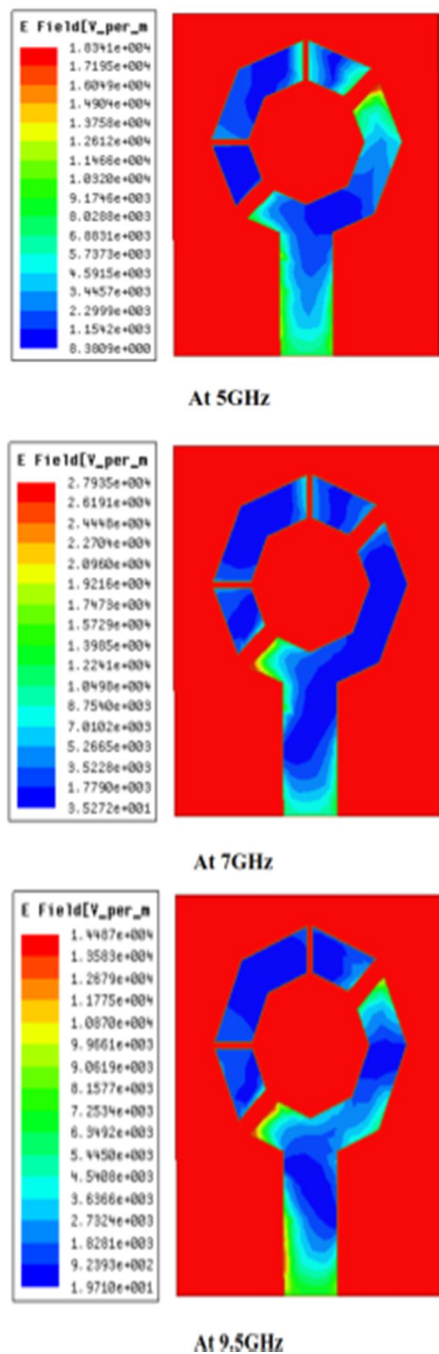 E Field[V_per_m
1.8341e+004
1.7195e+004
1.6049e+004
1.4904e+004
1.3758e+004
1.2612e+004
1.1466e+004
1.0320e+004
9.1746e+003
8.0288e+003
6.8831e+003
5.7373e+003
4.5915e+003
3.4457e+003
2.2999e+003
1.1542e+003
8.3809e+000
At 5GHz
E Field[V_per_m
2.7935e+004
2.6191e+004
2.4448e+004
2.2704e+004
2.0960e+004
1.9216e+004
1.7473e+004
1.5729e+004
1.3985e+004
1.2241e+004
1.0498e+004
8.7540e+003
7.0102e+003
5.2665e+003
3.5228e+003
1.7790e+003
3.5272e+001
At 7GHz
E Field[V_per_m
1.4487e+004
1.3583e+004
1.2679e+004
1.1775e+004
1.0870e+004
9.9661e+003
9.0619e+003
8.1577e+003
7.2534e+003
6.3492e+003
5.4450e+003
4.5408e+003
3.6366e+003
2.7324e+003
1.8281e+003
9.2393e+002
1.9710e+001
At 9.5GHz